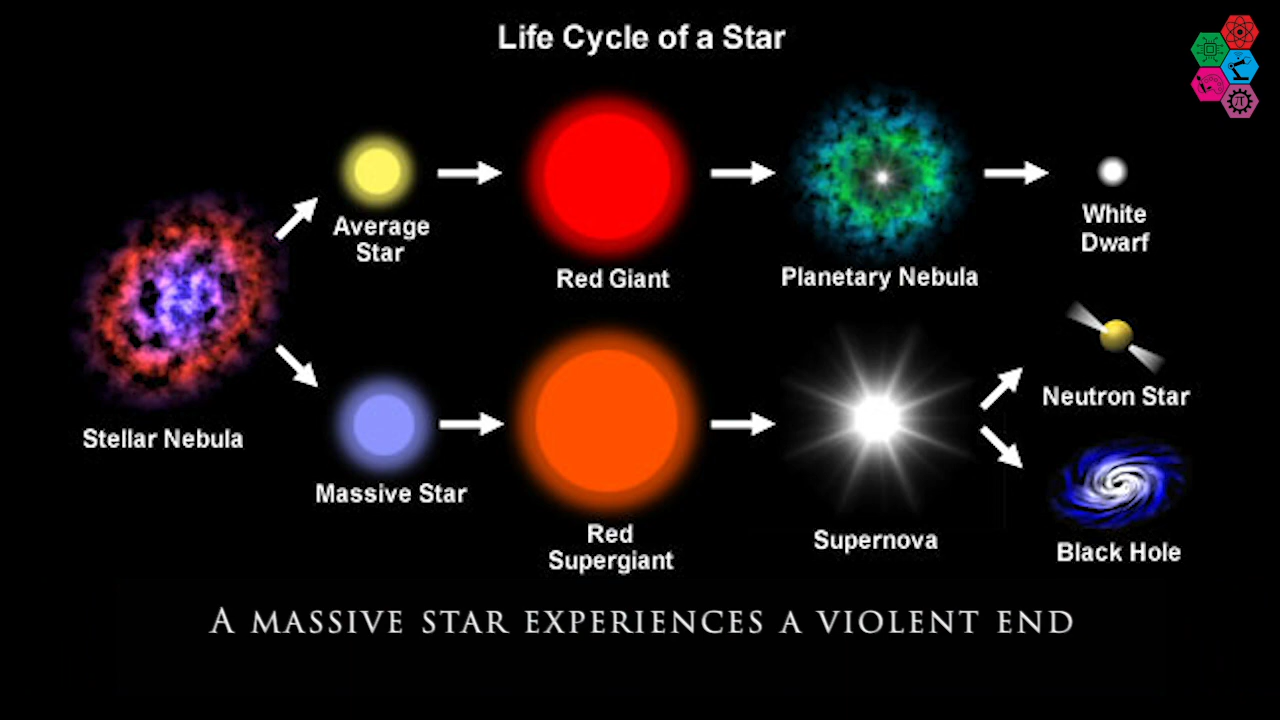 Life Cycle of a Star
Average
Star
Red Giant
Planetary Nebula
White
Dwarf
Stellar Nebula
Massive Star
Red
Supergiant
Supernova
Neutron Star
Black Hole
A MASSIVE STAR EXPERIENCES A VIOLENT END
π